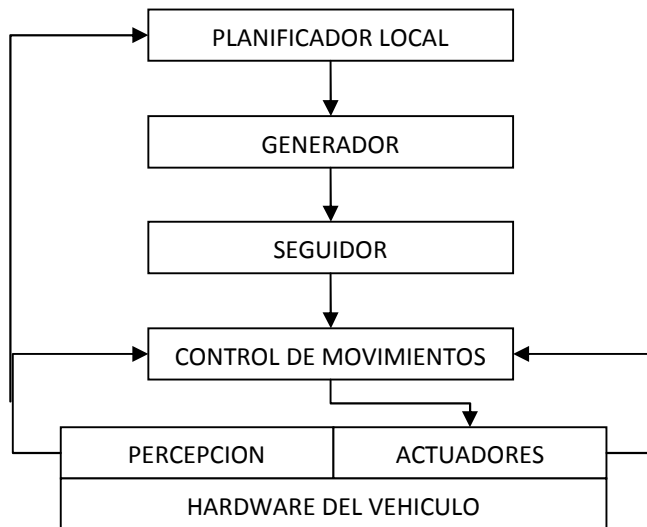 PLANIFICADOR LOCAL
GENERADOR
SEGUIDOR
CONTROL DE MOVIMIENTOS
PERCEPCION
ACTUADORES
HARDWARE DEL VEHICULO